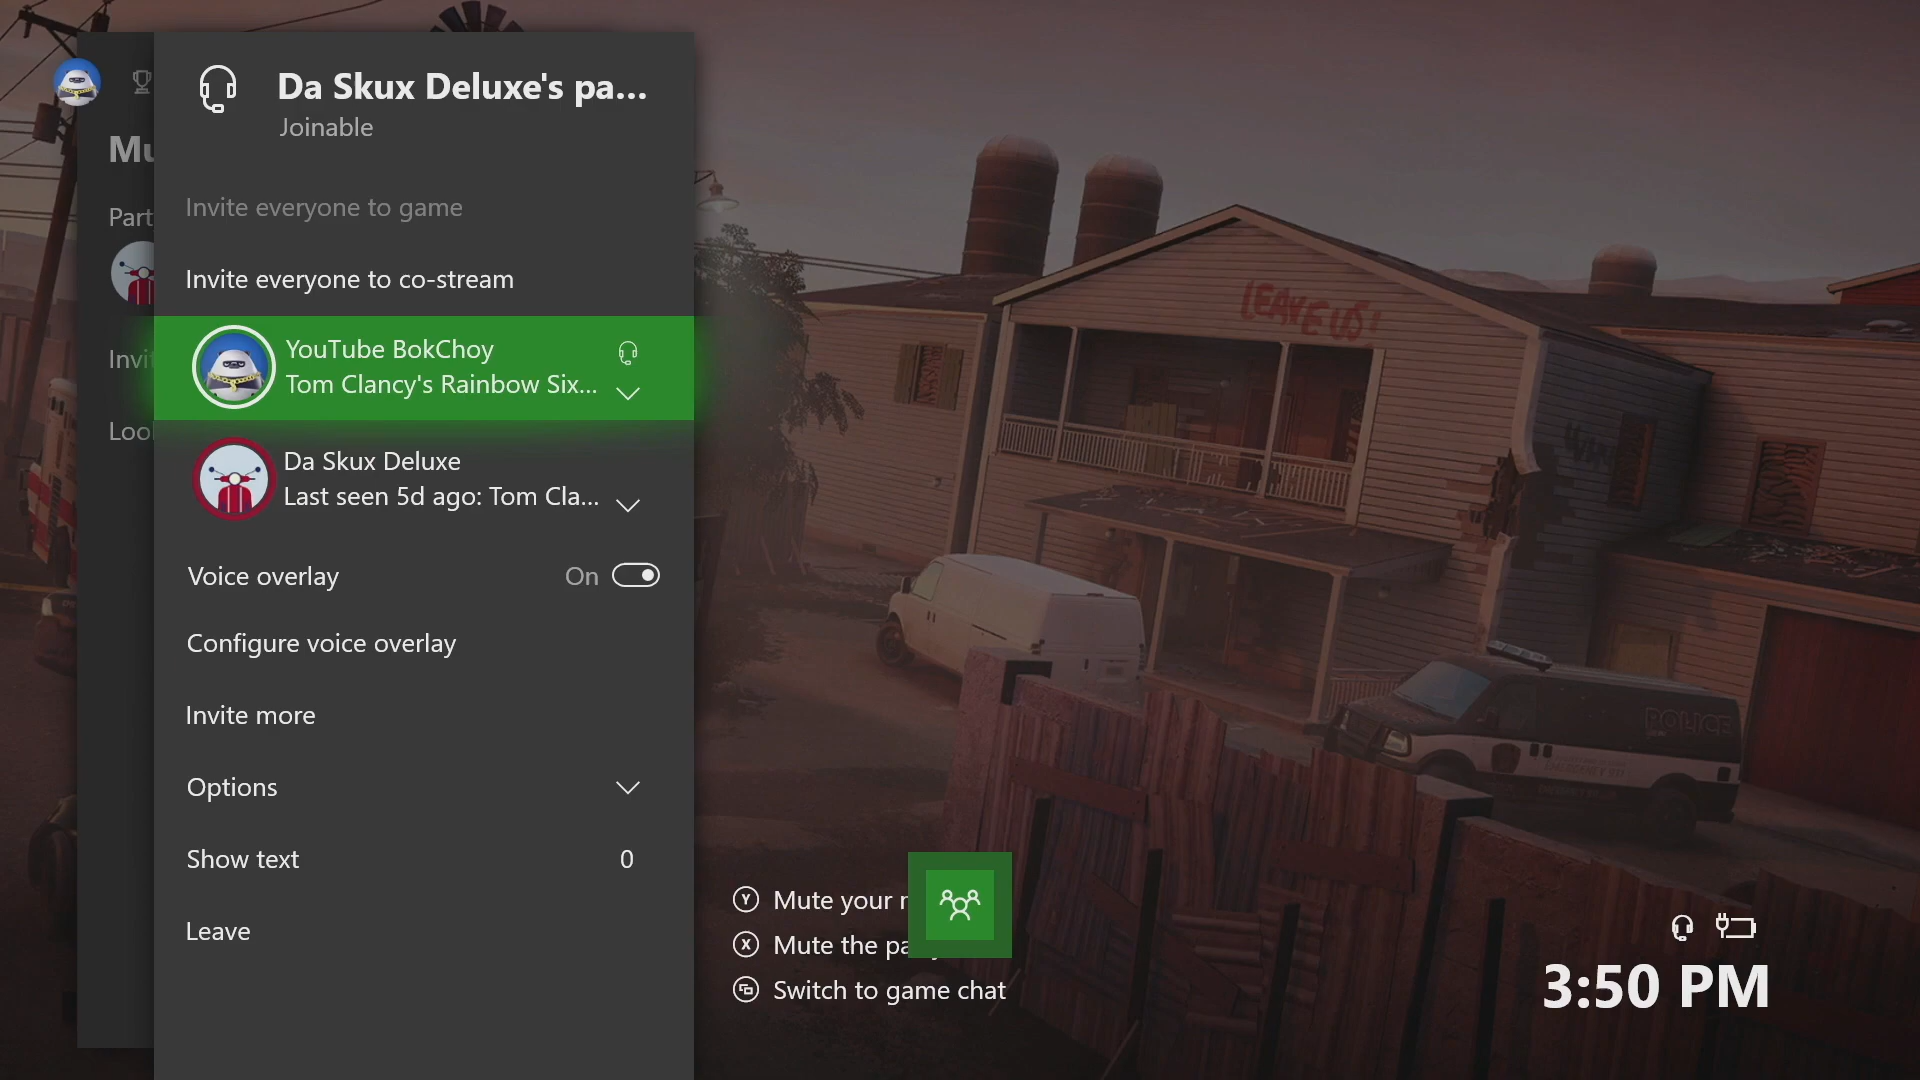 Da Skux Deluxe's pa...
Joinable
Mu
Part
Invi
Loo
Invite everyone to game
Invite everyone to co-stream
YouTube BokChoy
Tom Clancy's Rainbow Six...
Da Skux Deluxe
Last seen 5d ago: Tom Cla...
Voice overlay On
Configure voice overlay
Invite more
Options
Show text 0
Leave
LEAVE US!
POLICE
Y Mute your
X Mute the pa
Switch to game chat
3:50 PM